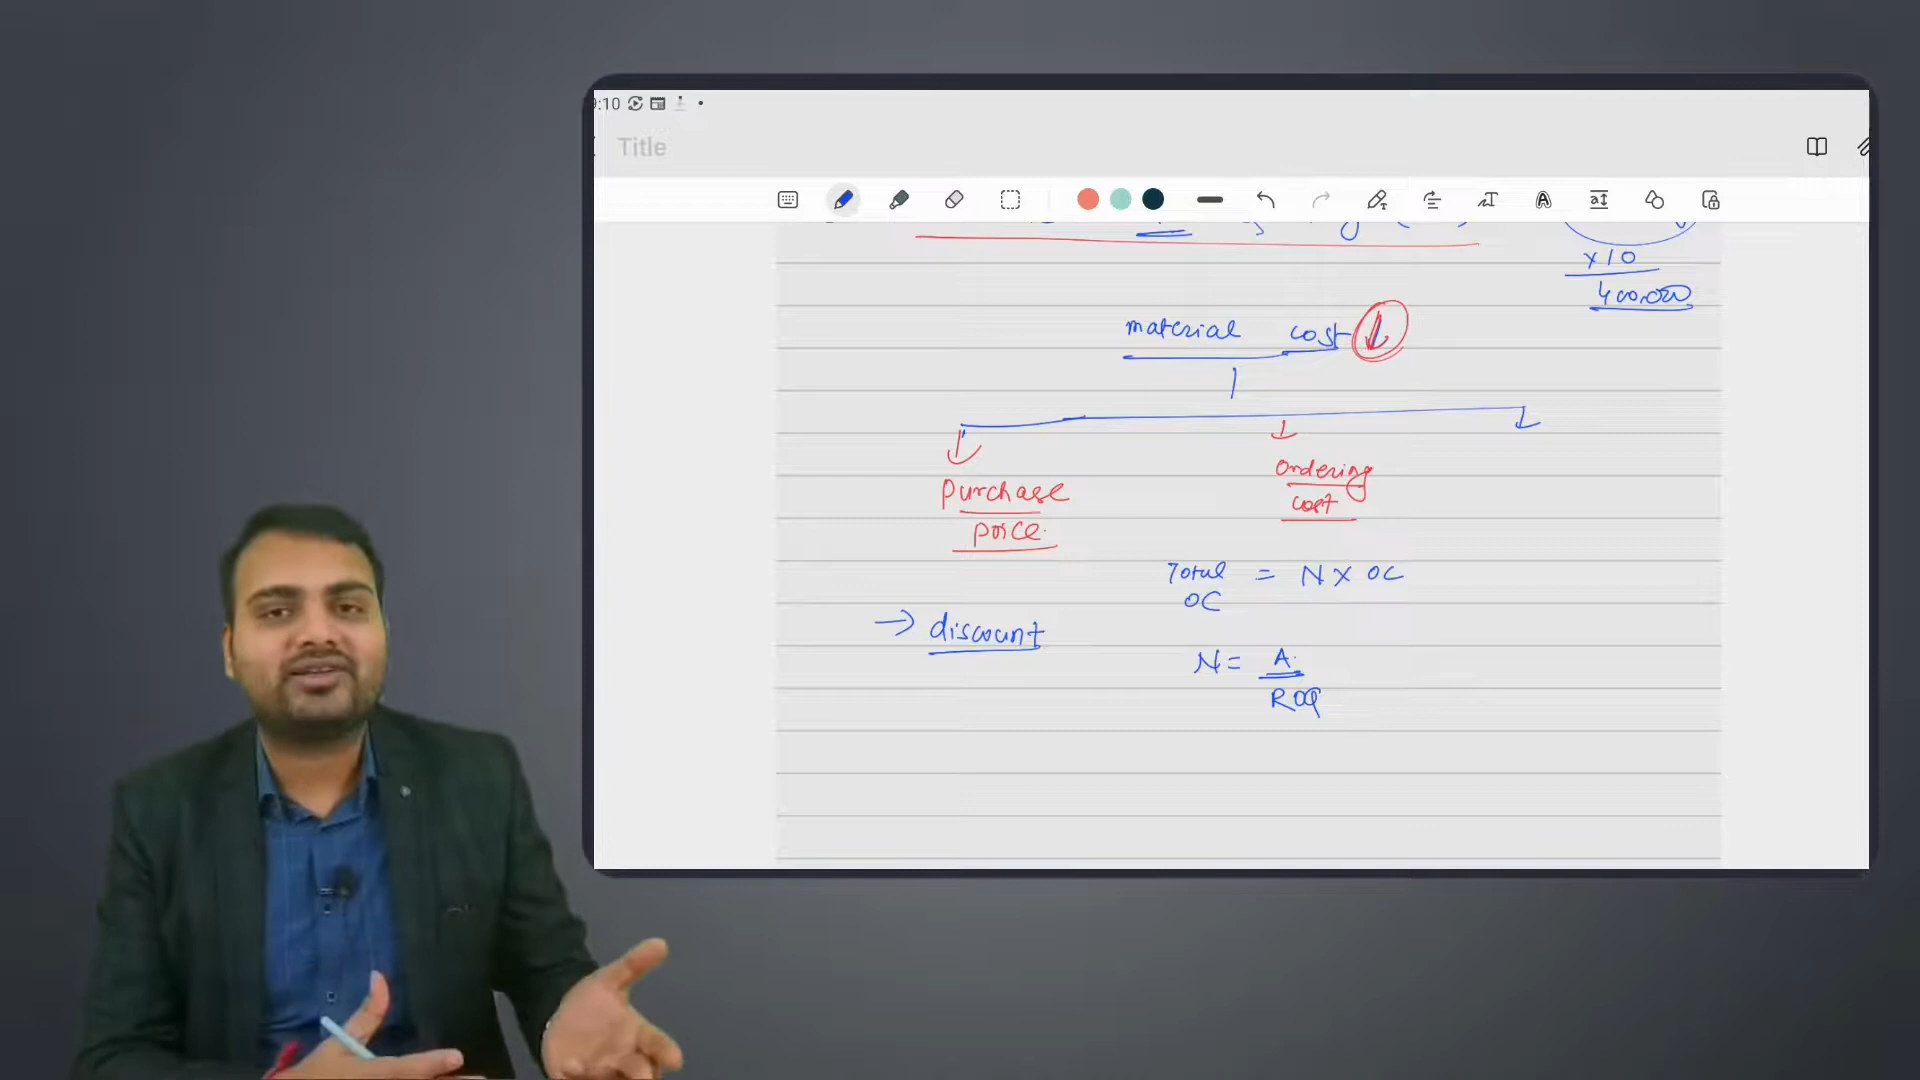 9:10
Title
x10
400,000
material cost ↓
Purchase
price.
ordering
cost
Total = N x OC
OC
→ discount
N = A
ROQ